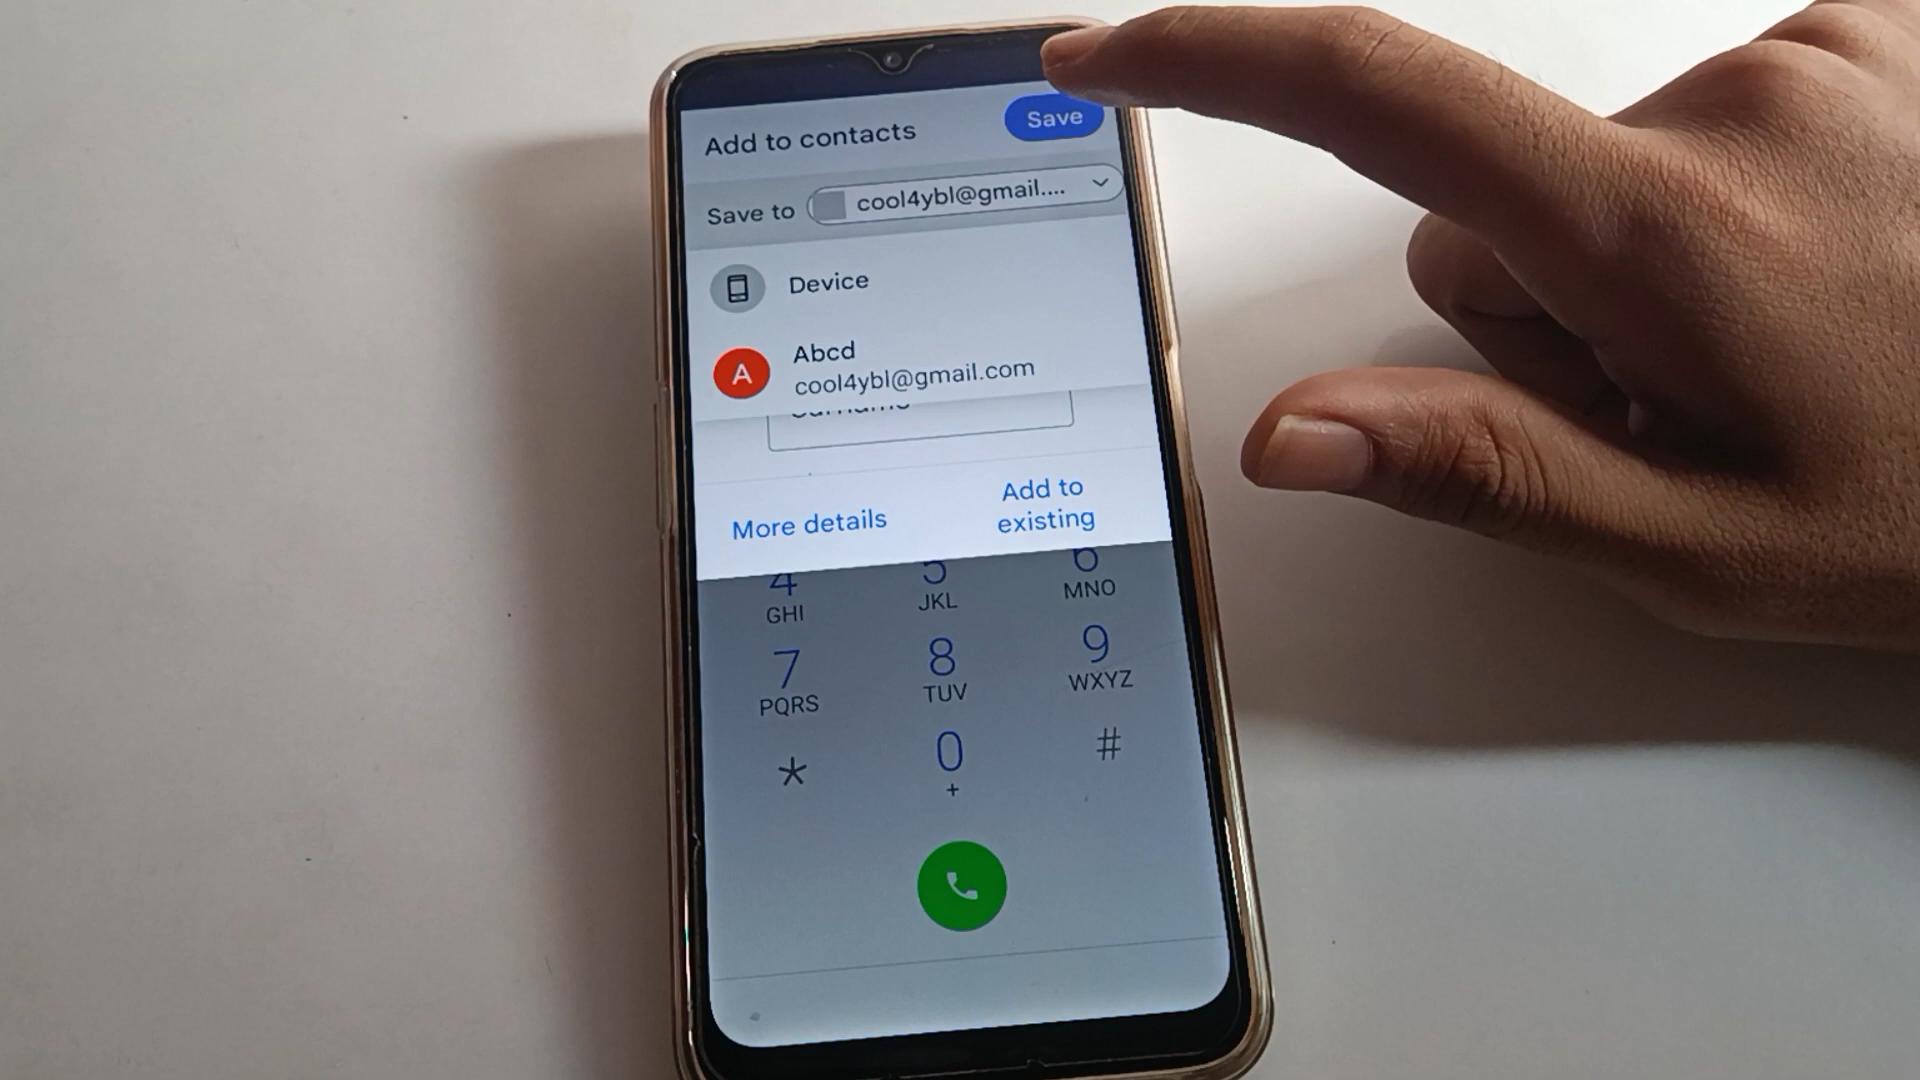 Add to contacts
Save
Save to
cool4ybl@gmail....
Device
A
Abcd
cool4ybl@gmail.com
More details
Add to
existing
4
5
6
GHI
JKL
MNO
7
8
9
PQRS
TUV
WXYZ
*
0
#
+